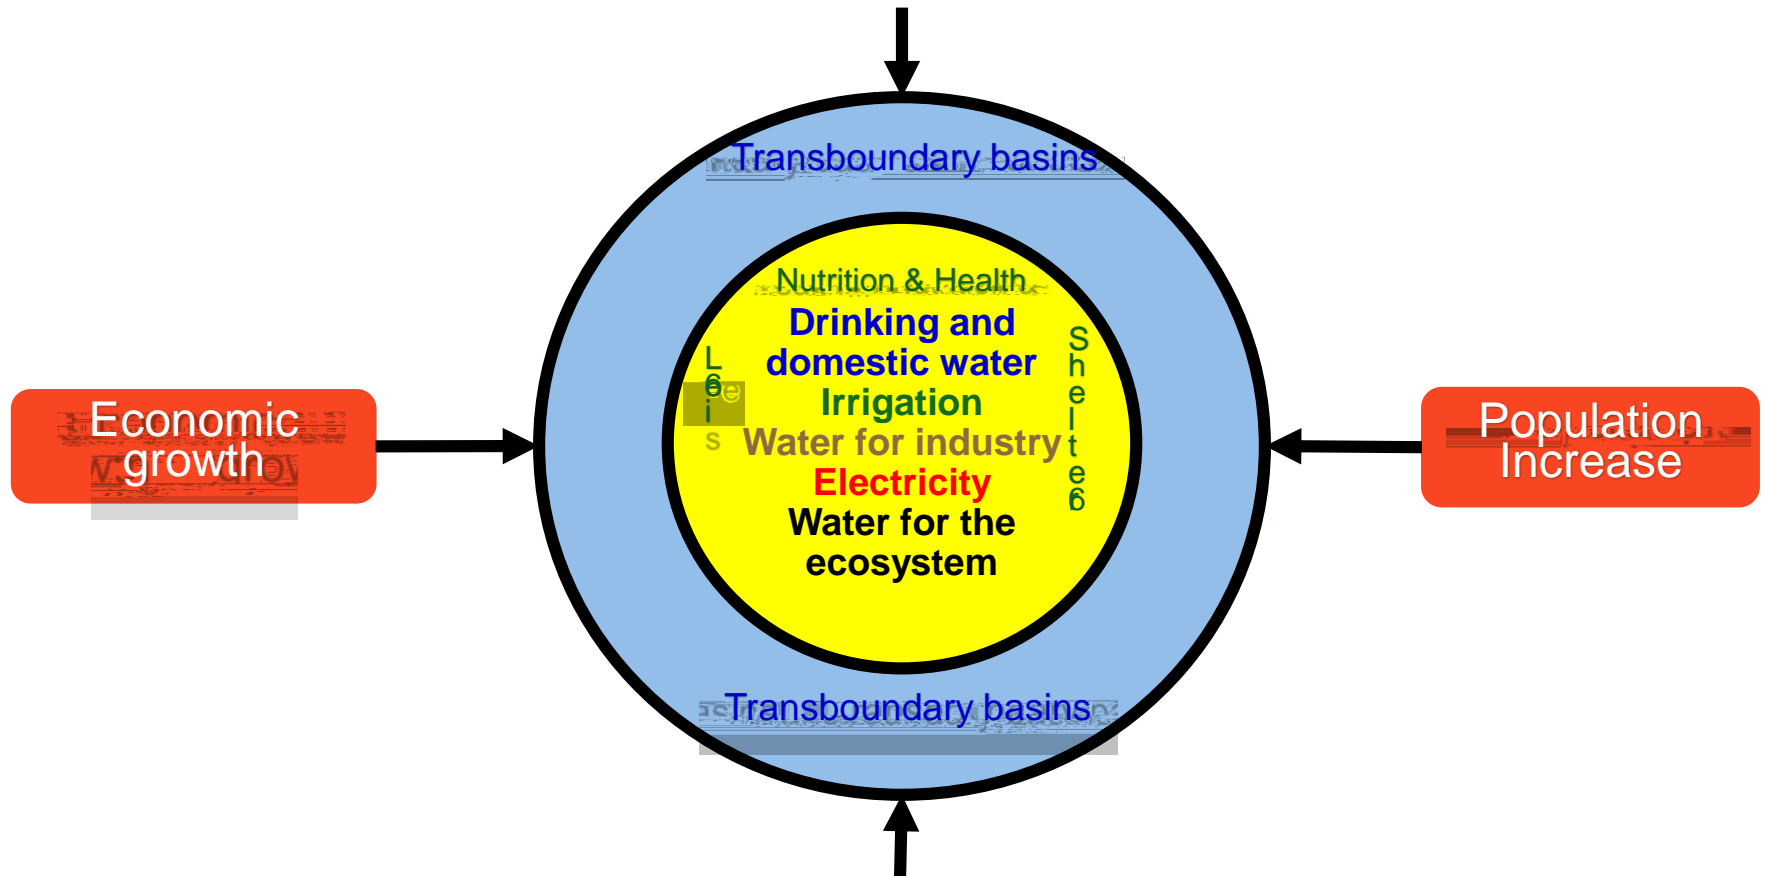 Transboundary basins
Nutrition & Health
Drinking and
domestic water
Irrigation
Water for industry
Electricity
Water for the
ecosystem
Economic
growth
Population
Increase
Transboundary basins